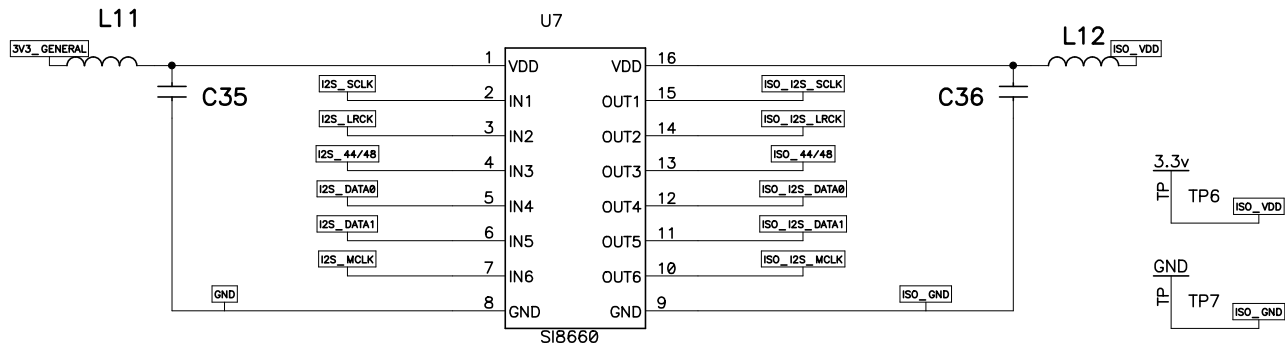 L11
U7
3V3_GENERAL
L12
ISO_VDD
1
VDD
VDD
16
C35
C36
I2S_SCLK
2
IN1
OUT1
15
ISO_I2S_SCLK
I2S_LRCK
3
IN2
OUT2
14
ISO_I2S_LRCK
I2S_44/48
4
IN3
OUT3
13
ISO_44/48
I2S_DATA0
5
IN4
OUT4
12
ISO_I2S_DATA0
I2S_DATA1
6
IN5
OUT5
11
ISO_I2S_DATA1
I2S_MCLK
7
IN6
OUT6
10
ISO_I2S_MCLK
GND
8
GND
GND
9
ISO_GND
SI8660
3.3v
TP
TP6
ISO_VDD
GND
TP
TP7
ISO_GND